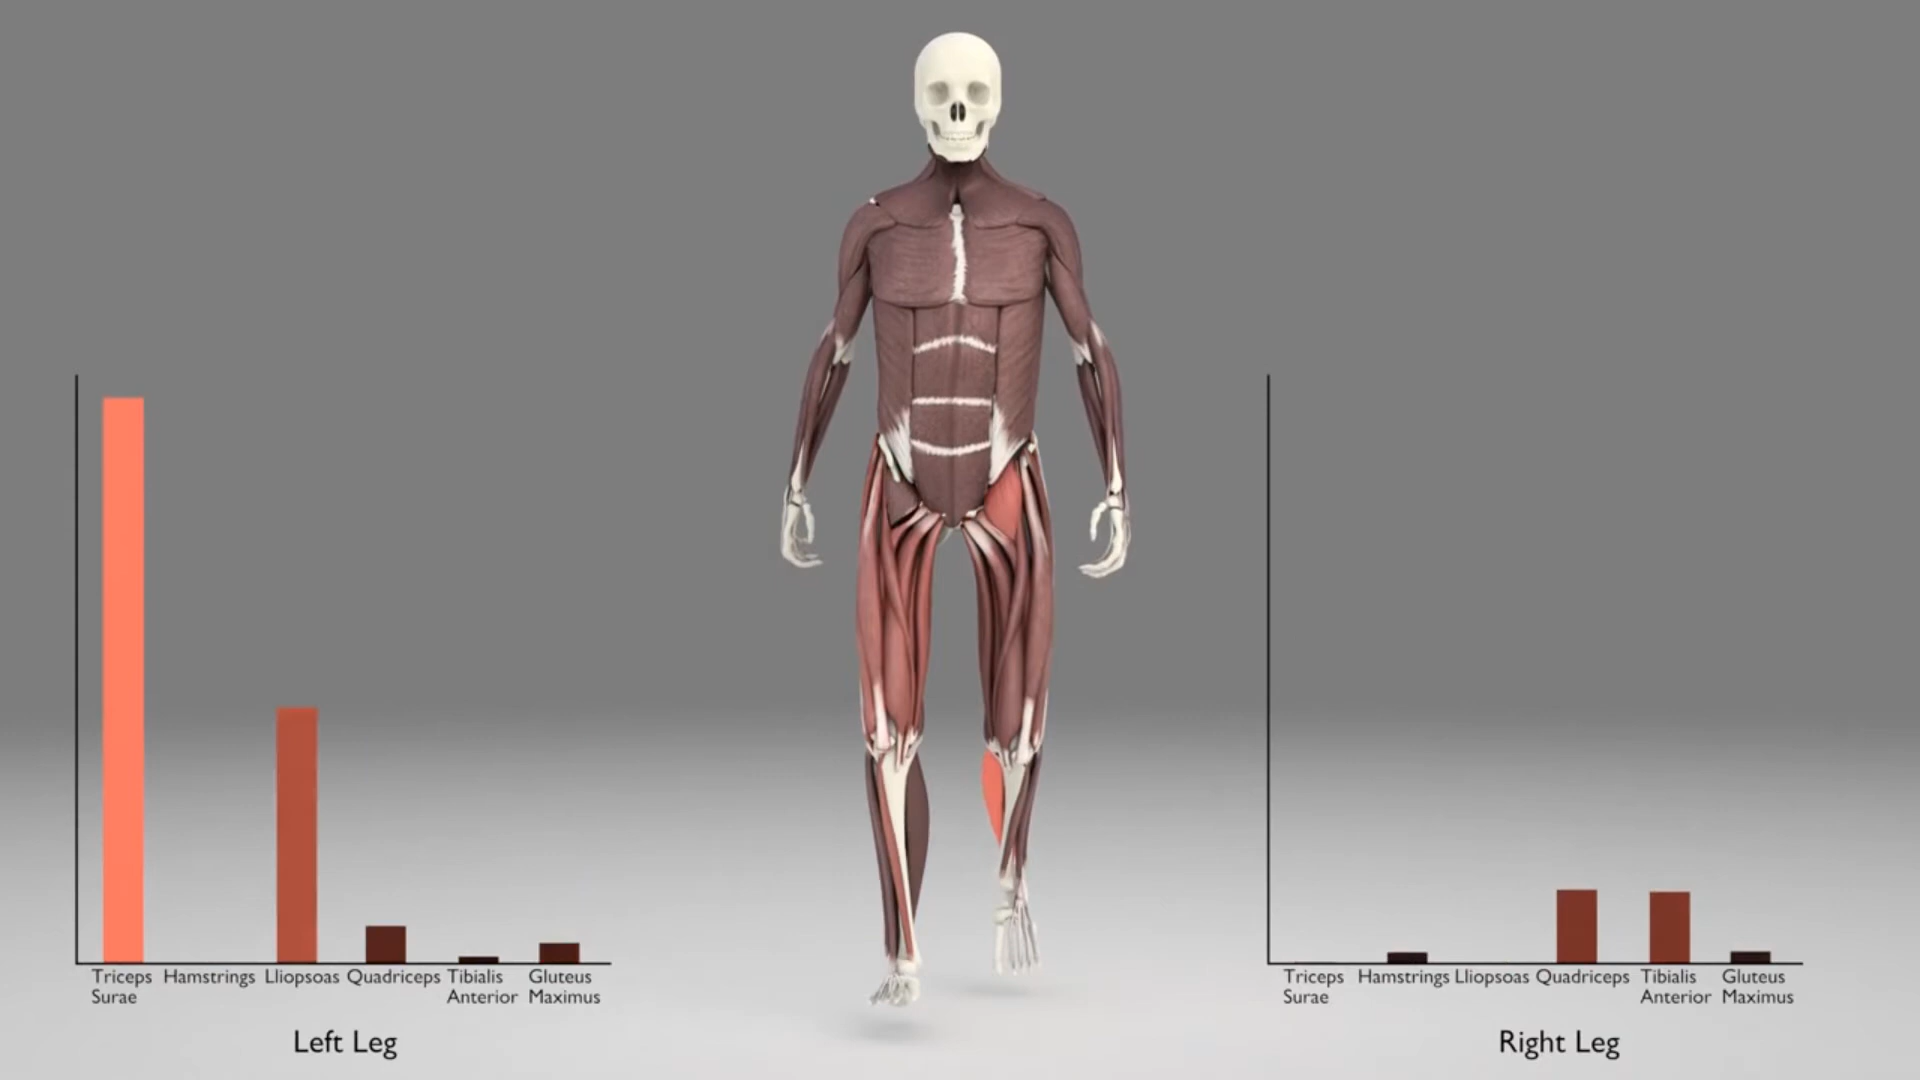 Triceps Hamstrings Lliopsoas Quadriceps Tibialis Gluteus
Surae Anterior Maximus
Left Leg
Triceps Hamstrings Lliopsoas Quadriceps Tibialis Gluteus
Surae Anterior Maximus
Right Leg